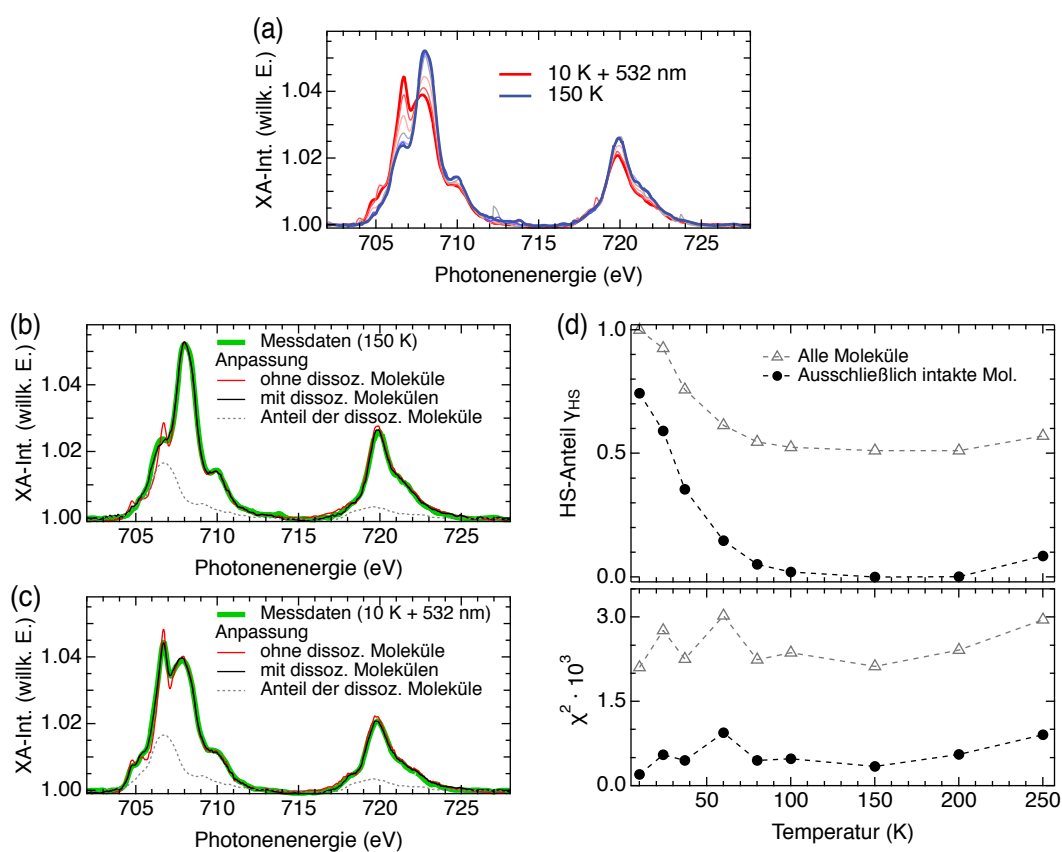 (a)
XA-Int. (willk. E.)
1.04
1.02
1.00
10 K + 532 nm
150 K
705 710 715 720 725
Photonenenergie (eV)
(b)
XA-Int. (willk. E.)
1.04
1.02
1.00
Messdaten (150 K)
Anpassung
ohne dissoz. Moleküle
mit dissoz. Molekülen
Anteil der dissoz. Moleküle
705 710 715 720 725
Photonenenergie (eV)
(c)
XA-Int. (willk. E.)
1.04
1.02
1.00
Messdaten (10 K + 532 nm)
Anpassung
ohne dissoz. Moleküle
mit dissoz. Molekülen
Anteil der dissoz. Moleküle
705 710 715 720 725
Photonenenergie (eV)
(d)
HS-Anteil γHS
1.0
0.5
0.0
Alle Moleküle
Ausschließlich intakte Mol.
χ² · 10³
3.0
1.5
0.0
50 100 150 200 250
Temperatur (K)